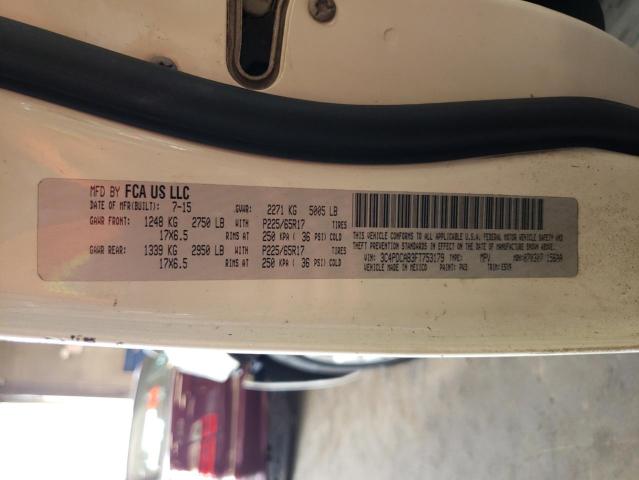 MFD BY FCA US LLC
DATE OF MFR(BUILT): 7-15 GVWR: 2271 KG 5005 LB
GAWR FRONT: 1248 KG 2750 LB WITH P225/65R17 TIRES
17X6.5 RIMS AT 250 KPA ( 36 PSI) COLD
GAWR REAR: 1339 KG 2950 LB WITH P225/65R17 TIRES
17X6.5 RIMS AT 250 KPA ( 36 PSI) COLD
THIS VEHICLE CONFORMS TO ALL APPLICABLE U.S.A. FEDERAL MOTOR VEHICLE SAFETY AND
THEFT PREVENTION STANDARDS IN EFFECT ON THE DATE OF MANUFACTURE SHOWN ABOVE.
VIN: 3C4PDCAB3FT753179 TYPE: MPV MDH:070307 156AA
VEHICLE MADE IN MEXICO PAINT: PW3 TRIM: